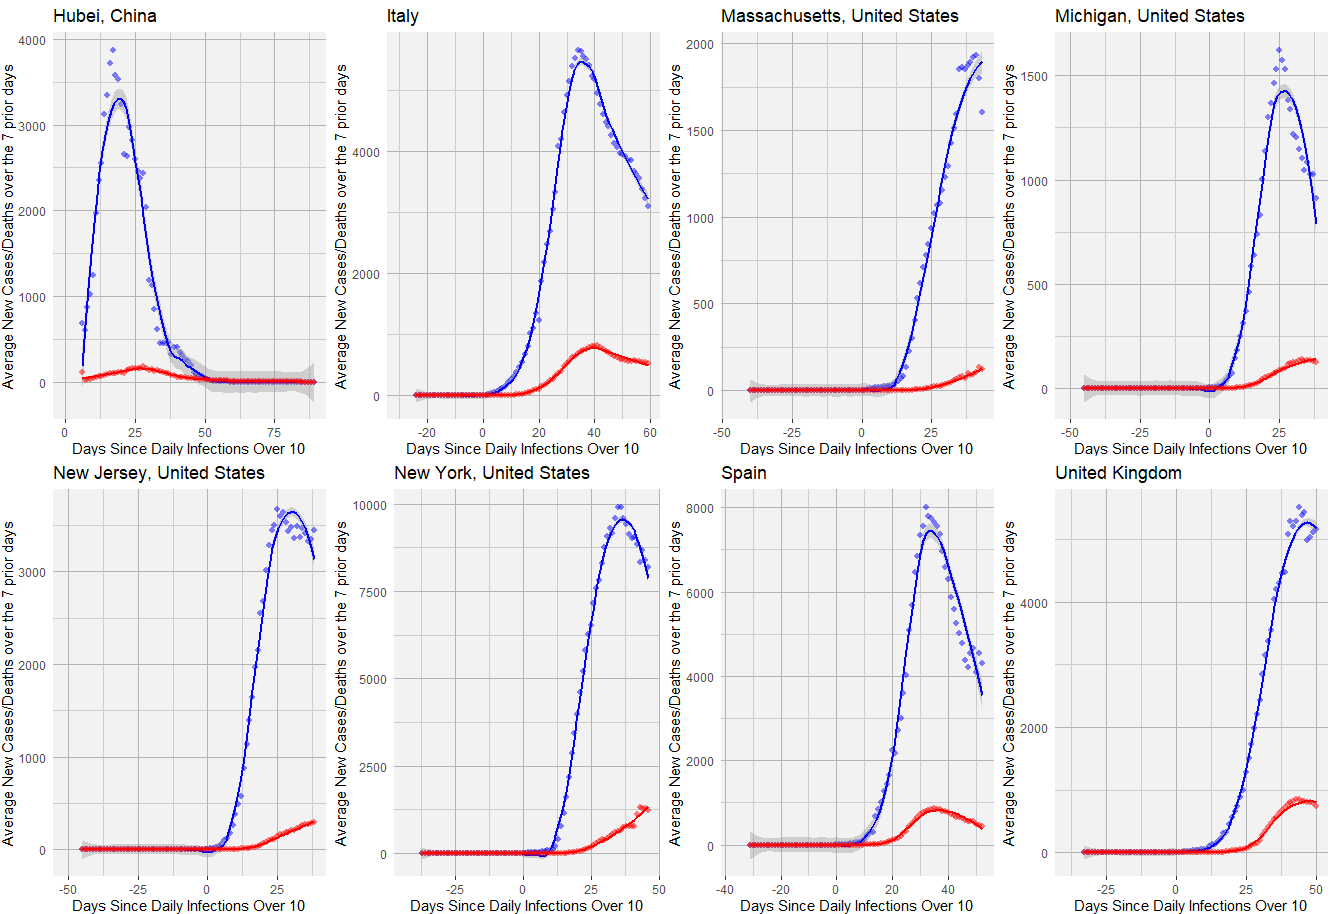 Hubei, China
Italy
Massachusetts, United States
Michigan, United States
Average New Cases/Deaths over the 7 prior days
4000
3000
2000
1000
0
0 25 50 75
Days Since Daily Infections Over 10
Average New Cases/Deaths over the 7 prior days
4000
2000
0
-20 0 20 40 60
Days Since Daily Infections Over 10
Average New Cases/Deaths over the 7 prior days
2000
1500
1000
500
0
-50 -25 0 25
Days Since Daily Infections Over 10
Average New Cases/Deaths over the 7 prior days
1500
1000
500
0
-50 -25 0 25
Days Since Daily Infections Over 10
New Jersey, United States
New York, United States
Spain
United Kingdom
Average New Cases/Deaths over the 7 prior days
3000
2000
1000
0
-50 -25 0 25
Days Since Daily Infections Over 10
Average New Cases/Deaths over the 7 prior days
10000
7500
5000
2500
0
-25 0 25 50
Days Since Daily Infections Over 10
Average New Cases/Deaths over the 7 prior days
8000
6000
4000
2000
0
-40 -20 0 20 40
Days Since Daily Infections Over 10
Average New Cases/Deaths over the 7 prior days
4000
2000
0
-25 0 25 50
Days Since Daily Infections Over 10